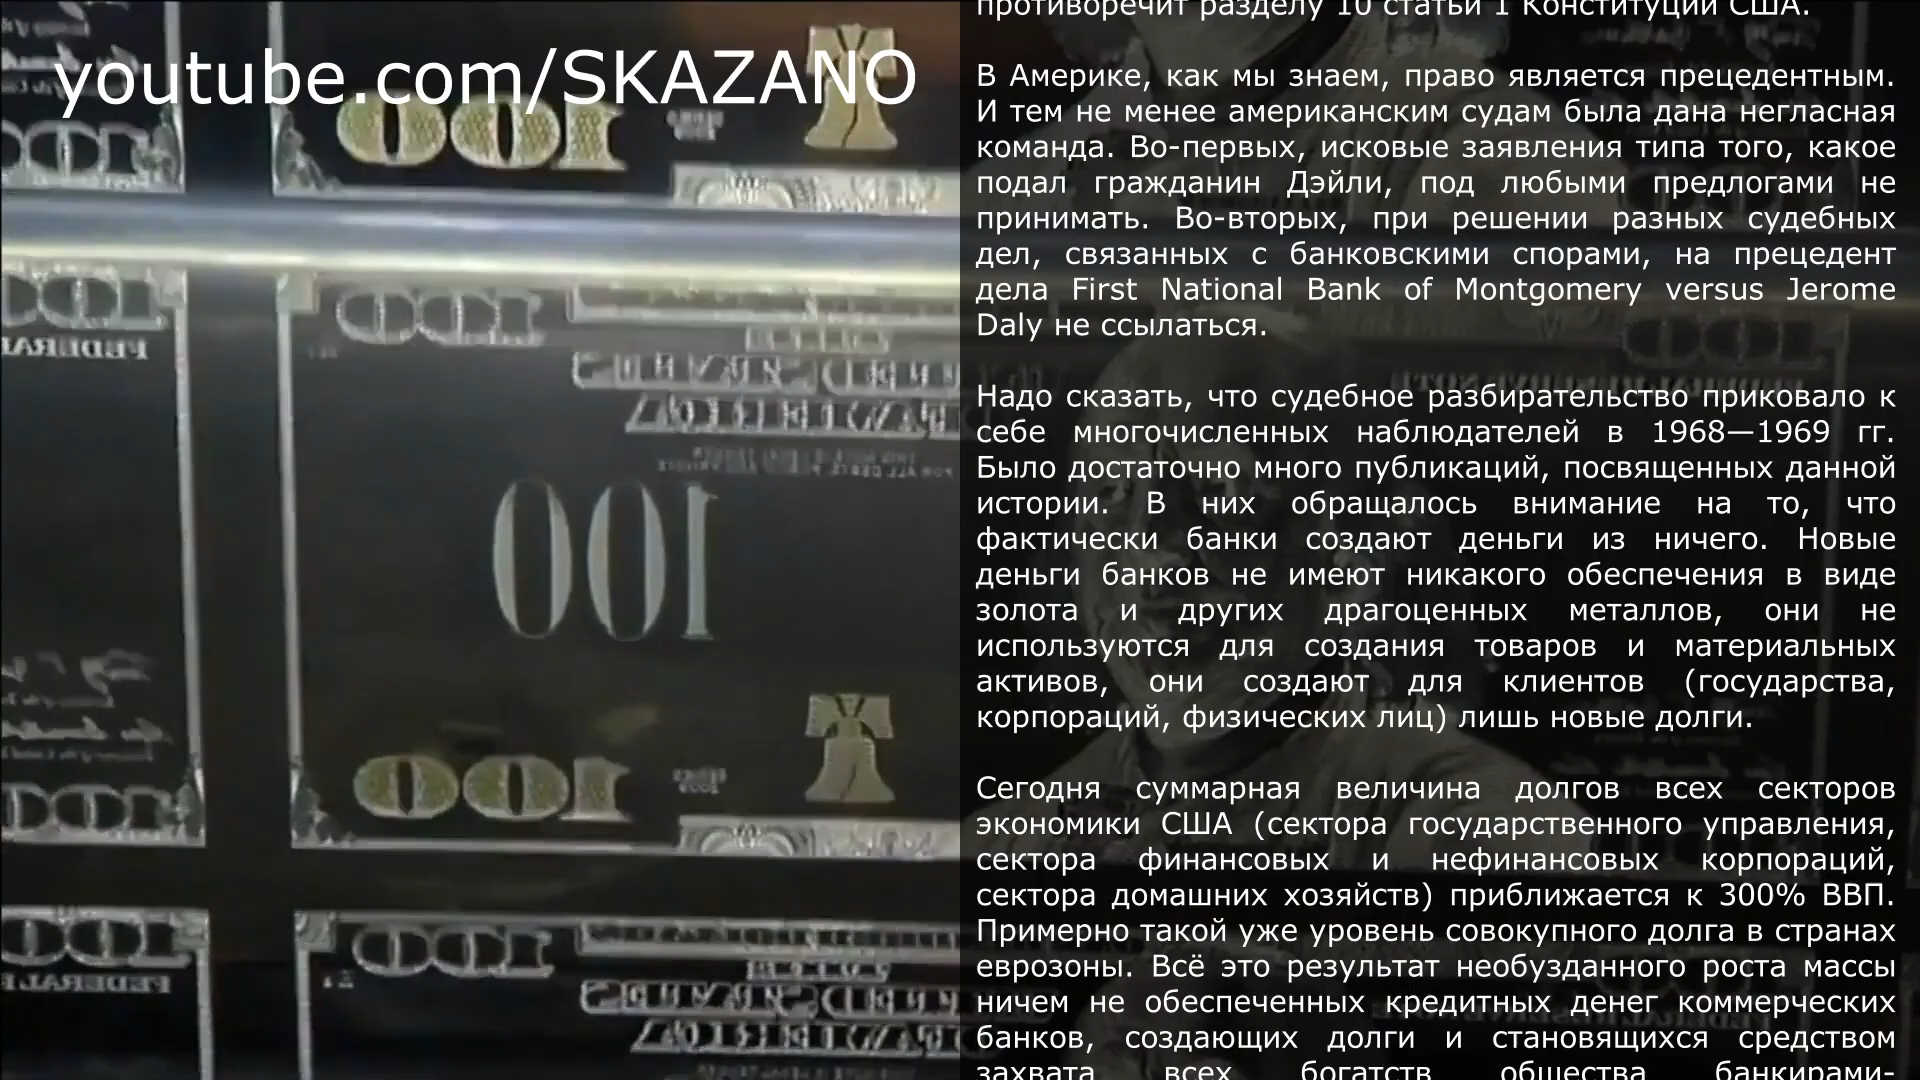 youtube.com/SKAZANO
противоречит разделу 10 статьи 1 Конституции США.
В Америке, как мы знаем, право является прецедентным.
И тем не менее американским судам была дана негласная
команда. Во-первых, исковые заявления типа того, какое
подал гражданин Дэйли, под любыми предлогами не
принимать. Во-вторых, при решении разных судебных
дел, связанных с банковскими спорами, на прецедент
дела First National Bank of Montgomery versus Jerome
Daly не ссылаться.
Надо сказать, что судебное разбирательство приковало к
себе многочисленных наблюдателей в 1968—1969 гг.
Было достаточно много публикаций, посвященных данной
истории. В них обращалось внимание на то, что
фактически банки создают деньги из ничего. Новые
деньги банков не имеют никакого обеспечения в виде
золота и других драгоценных металлов, они не
используются для создания товаров и материальных
активов, они создают для клиентов (государства,
корпораций, физических лиц) лишь новые долги.
Сегодня суммарная величина долгов всех секторов
экономики США (сектора государственного управления,
сектора финансовых и нефинансовых корпораций,
сектора домашних хозяйств) приближается к 300% ВВП.
Примерно такой уже уровень совокупного долга в странах
еврозоны. Всё это результат необузданного роста массы
ничем не обеспеченных кредитных денег коммерческих
банков, создающих долги и становящихся средством
захвата всех богатств общества банкирами-
100
100
100
100
100
100
100
100
100
FEDERAL
FEDERAL